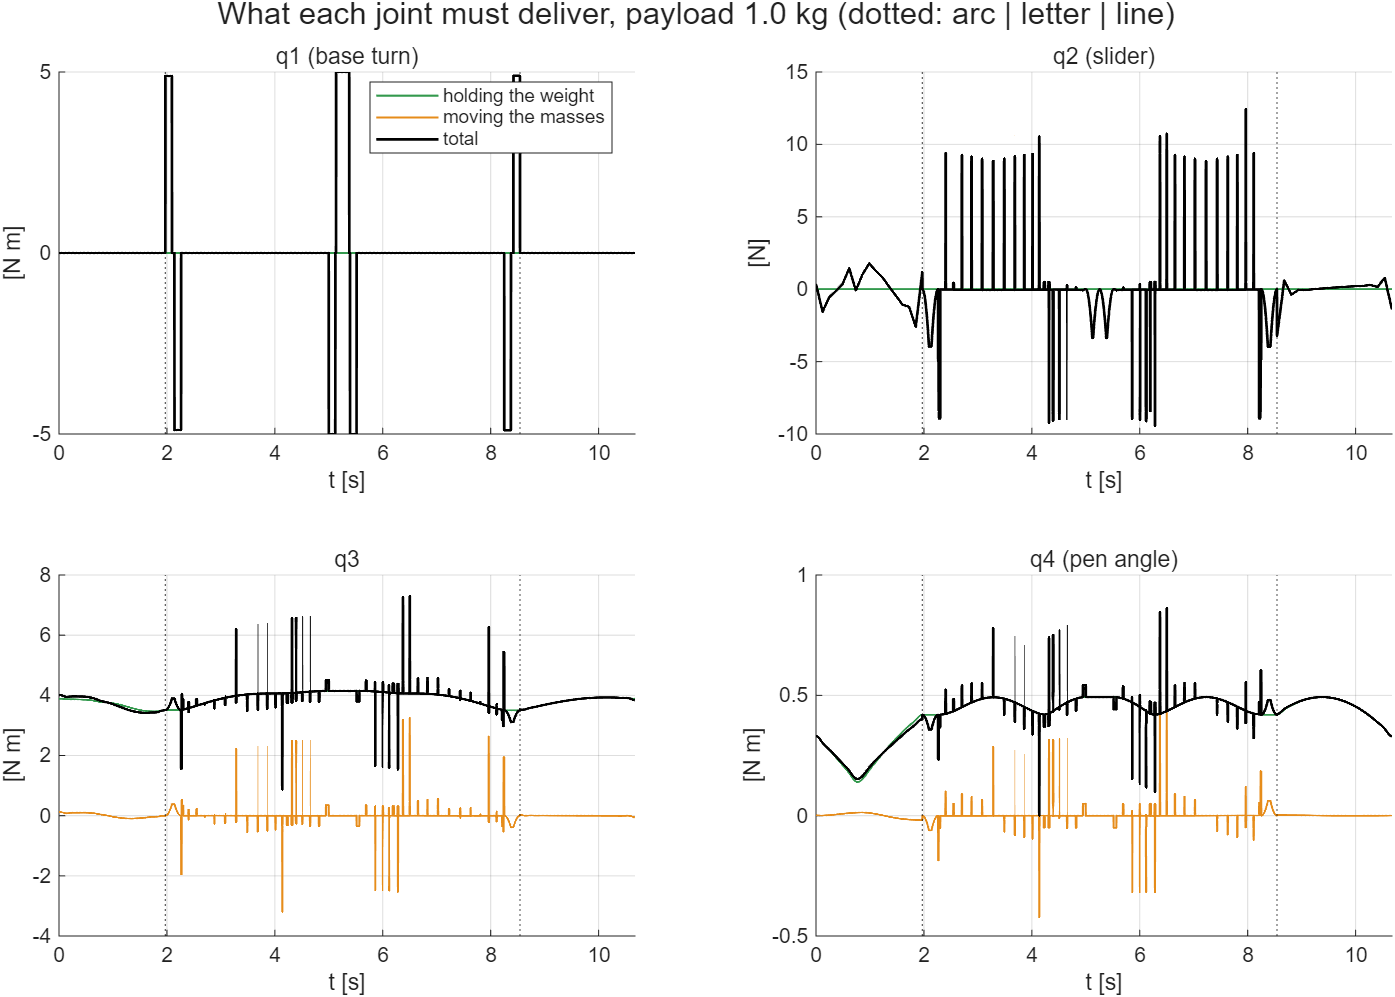 What each joint must deliver, payload 1.0 kg (dotted: arc | letter | line)
q1 (base turn)
5
0
-5
[N m]
0 2 4 6 8 10
t [s]
holding the weight
moving the masses
total
q2 (slider)
15
10
5
0
-5
-10
[N]
0 2 4 6 8 10
t [s]
q3
8
6
4
2
0
-2
-4
[N m]
0 2 4 6 8 10
t [s]
q4 (pen angle)
1
0.5
0
-0.5
[N m]
0 2 4 6 8 10
t [s]